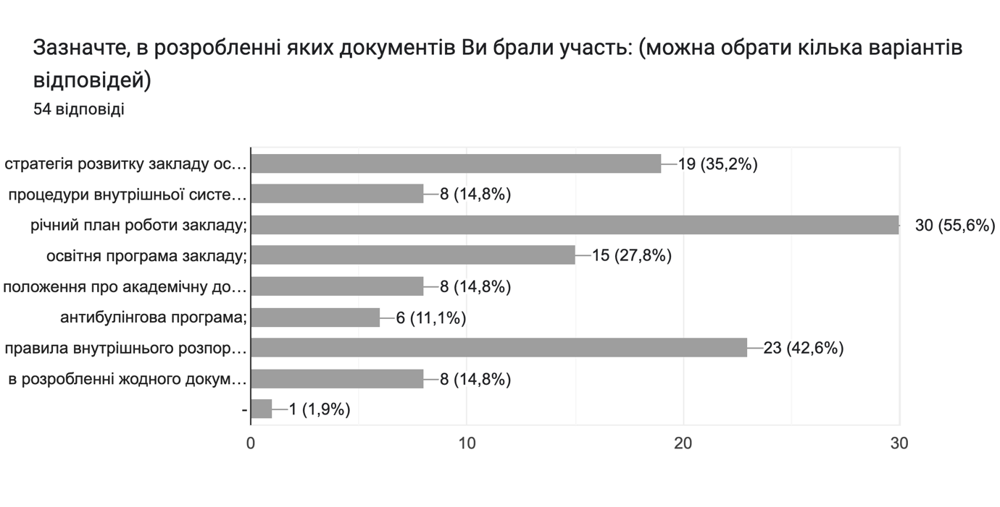 Зазначте, в розробленні яких документів Ви брали участь: (можна обрати кілька варіантів
відповідей)
54 відповіді
стратегія розвитку закладу ос… 19 (35,2%)
процедури внутрішньої систе… 8 (14,8%)
річний план роботи закладу; 30 (55,6%)
освітня програма закладу; 15 (27,8%)
положення про академічну до… 8 (14,8%)
антибулінгова програма; 6 (11,1%)
правила внутрішнього розпор… 23 (42,6%)
в розробленні жодного докум… 8 (14,8%)
- 1 (1,9%)
0 10 20 30